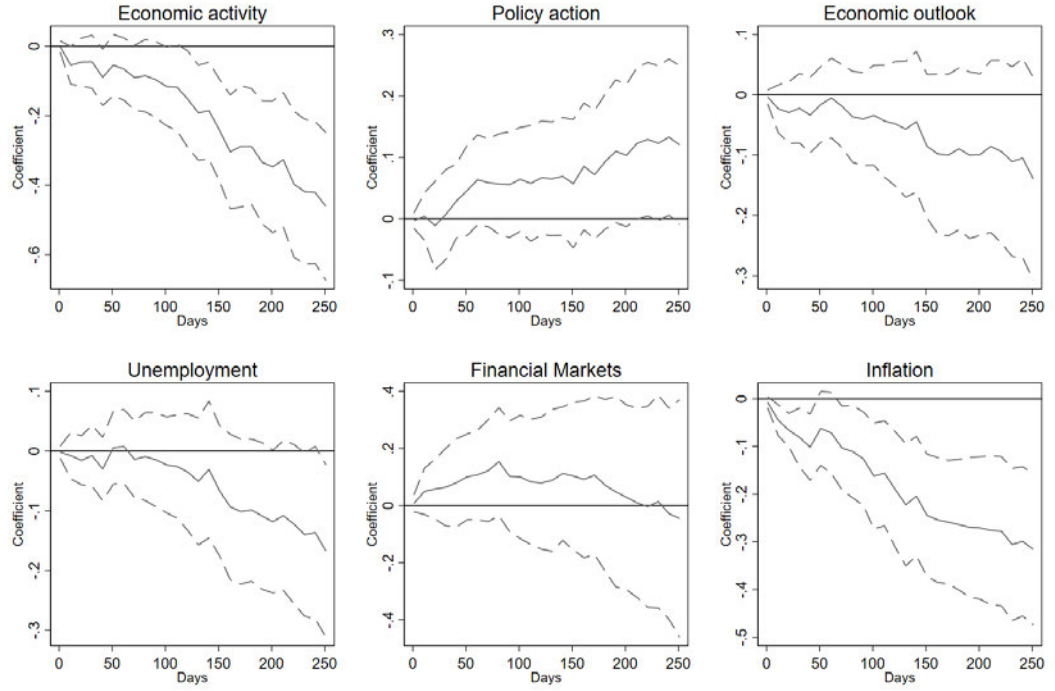 Economic activity
Coefficient
0
-.2
-.4
-.6
0 50 100 150 200 250
Days
Policy action
Coefficient
.3
.2
.1
0
-.1
0 50 100 150 200 250
Days
Economic outlook
Coefficient
.1
0
-.1
-.2
-.3
0 50 100 150 200 250
Days
Unemployment
Coefficient
.1
0
-.1
-.2
-.3
0 50 100 150 200 250
Days
Financial Markets
Coefficient
.4
.2
0
-.2
-.4
0 50 100 150 200 250
Days
Inflation
Coefficient
0
-.1
-.2
-.3
-.4
-.5
0 50 100 150 200 250
Days